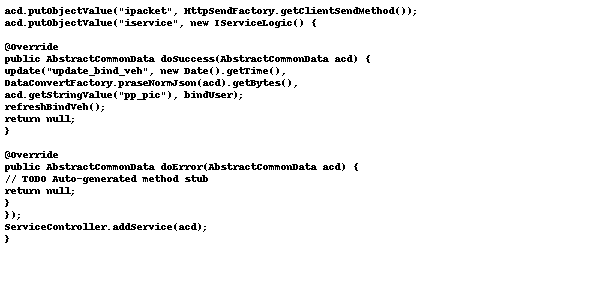 acd.putObjectValue("ipacket", HttpSendFactory.getClientSendMethod());
acd.putObjectValue("iservice", new IServiceLogic() {
@Override
public AbstractCommonData doSuccess(AbstractCommonData acd) {
update("update_bind_veh", new Date().getTime(),
DataConvertFactory.praseNormJson(acd).getBytes(),
acd.getStringValue("pp_pic"), bindUser);
refreshBindVeh();
return null;
}
@Override
public AbstractCommonData doError(AbstractCommonData acd) {
// TODO Auto-generated method stub
return null;
}
});
ServiceController.addService(acd);
}